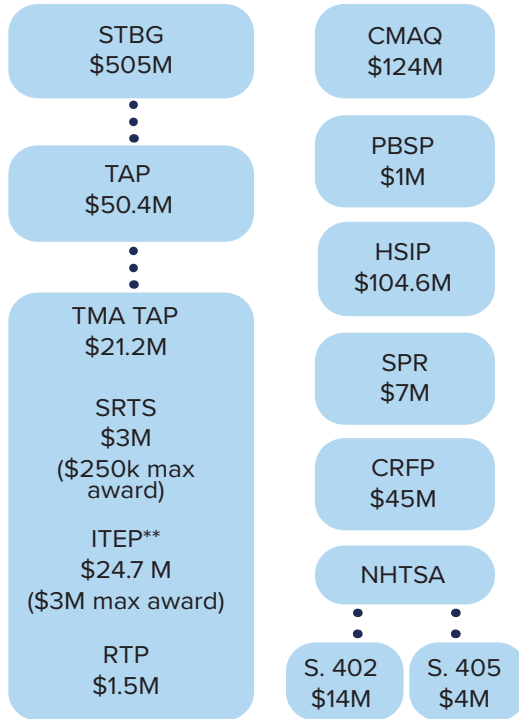 STBG
$505M
TAP
$50.4M
TMA TAP
$21.2M
SRTS
$3M
($250k max
award)
ITEP**
$24.7 M
($3M max award)
RTP
$1.5M
CMAQ
$124M
PBSP
$1M
HSIP
$104.6M
SPR
$7M
CRFP
$45M
NHTSA
S. 402
$14M
S. 405
$4M